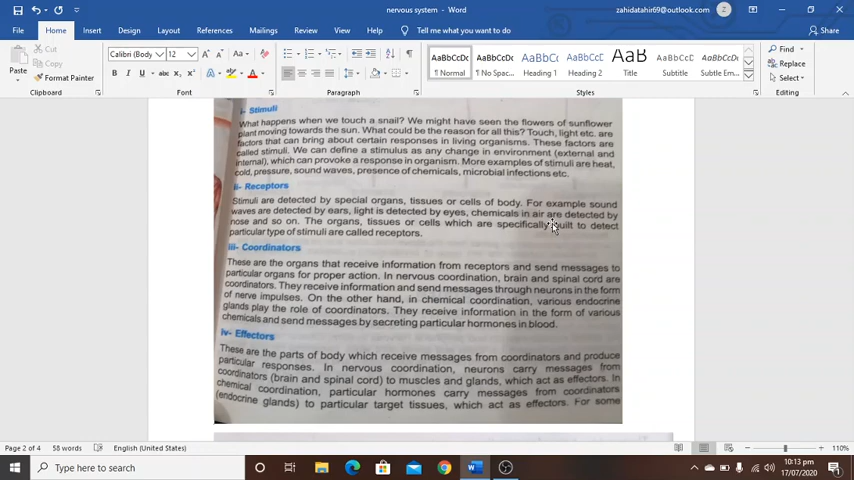 nervous system - Word
zahidatahir69@outlook.com
Z
File Home Insert Draw Design Layout References Mailings Review View Help Tell me what you want to do Share
Paste
Cut
Copy
Format Painter
Clipboard
Calibri (Body 12
Font
Paragraph
AaBbCcDc AaBbCcDc AaBbC AaBbCcC AaB AaBbCcD AaBbCcDc
¶ Normal ¶ No Spac... Heading 1 Heading 2 Title Subtitle Subtle Em...
Styles
Find
Replace
Select
Editing
i- Stimuli
What happens when we touch a snail? We might have seen the flowers of sunflower
plant moving towards the sun. What could be the reason for all this? Touch, light etc. are
factors that can bring about certain responses in living organisms. These factors are
called stimuli. We can define a stimulus as any change in environment (external and
internal), which can provoke a response in organism. More examples of stimuli are heat,
cold, pressure, sound waves, presence of chemicals, microbial infections etc.
ii- Receptors
Stimuli are detected by special organs, tissues or cells of body. For example sound
waves are detected by ears, light is detected by eyes, chemicals in air are detected by
nose and so on. The organs, tissues or cells which are specifically built to detect
particular type of stimuli are called receptors.
iii- Coordinators
These are the organs that receive information from receptors and send messages to
particular organs for proper action. In nervous coordination, brain and spinal cord are
coordinators. They receive information and send messages through neurons in the form
of nerve impulses. On the other hand, in chemical coordination, various endocrine
glands play the role of coordinators. They receive information in the form of various
chemicals and send messages by secreting particular hormones in blood.
iv- Effectors
These are the parts of body which receive messages from coordinators and produce
particular responses. In nervous coordination, neurons carry messages from
coordinators (brain and spinal cord) to muscles and glands, which act as effectors. In
chemical coordination, particular hormones carry messages from coordinators
(endocrine glands) to particular target tissues, which act as effectors. For some
Page 2 of 4 58 words English (United States) 110%
Type here to search
10:13 pm
17/07/2020